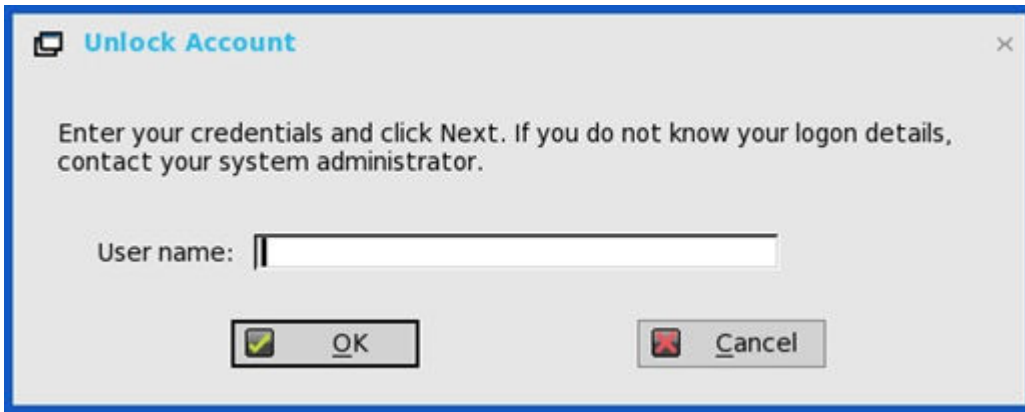 Unlock Account
Enter your credentials and click Next. If you do not know your logon details,
contact your system administrator.
User name:
OK
Cancel